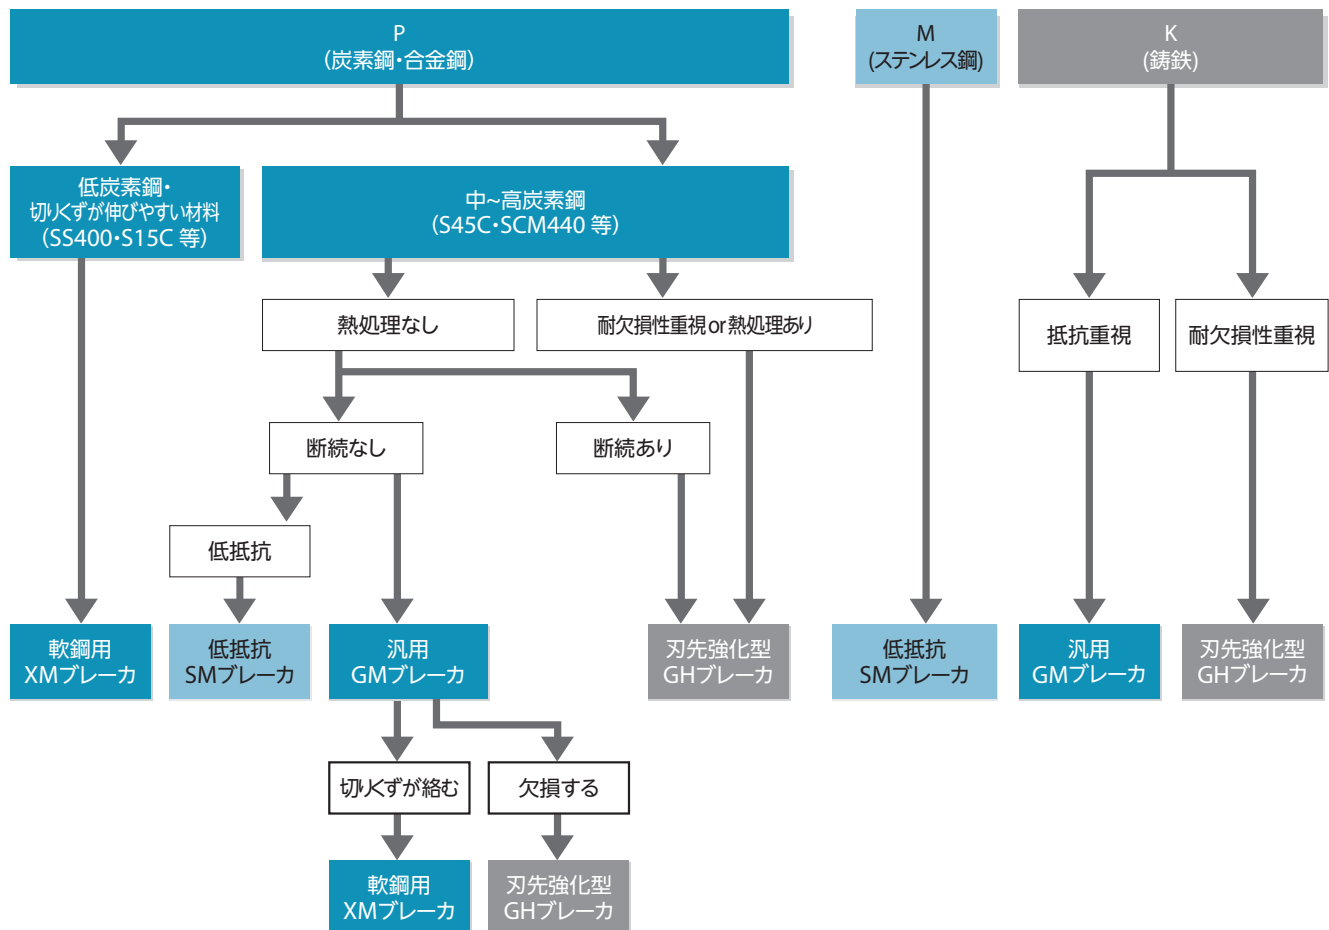 P
(炭素鋼・合金鋼)
M
(ステンレス鋼)
K
(鋳鉄)
低炭素鋼・
切りくずが伸びやすい材料
(SS400・S15C 等)
中~高炭素鋼
(S45C・SCM440 等)
熱処理なし
耐欠損性重視or熱処理あり
抵抗重視
耐欠損性重視
断続なし
断続あり
低抵抗
軟鋼用
XMブレーカ
低抵抗
SMブレーカ
汎用
GMブレーカ
刃先強化型
GHブレーカ
低抵抗
SMブレーカ
汎用
GMブレーカ
刃先強化型
GHブレーカ
切りくずが絡む
欠損する
軟鋼用
XMブレーカ
刃先強化型
GHブレーカ